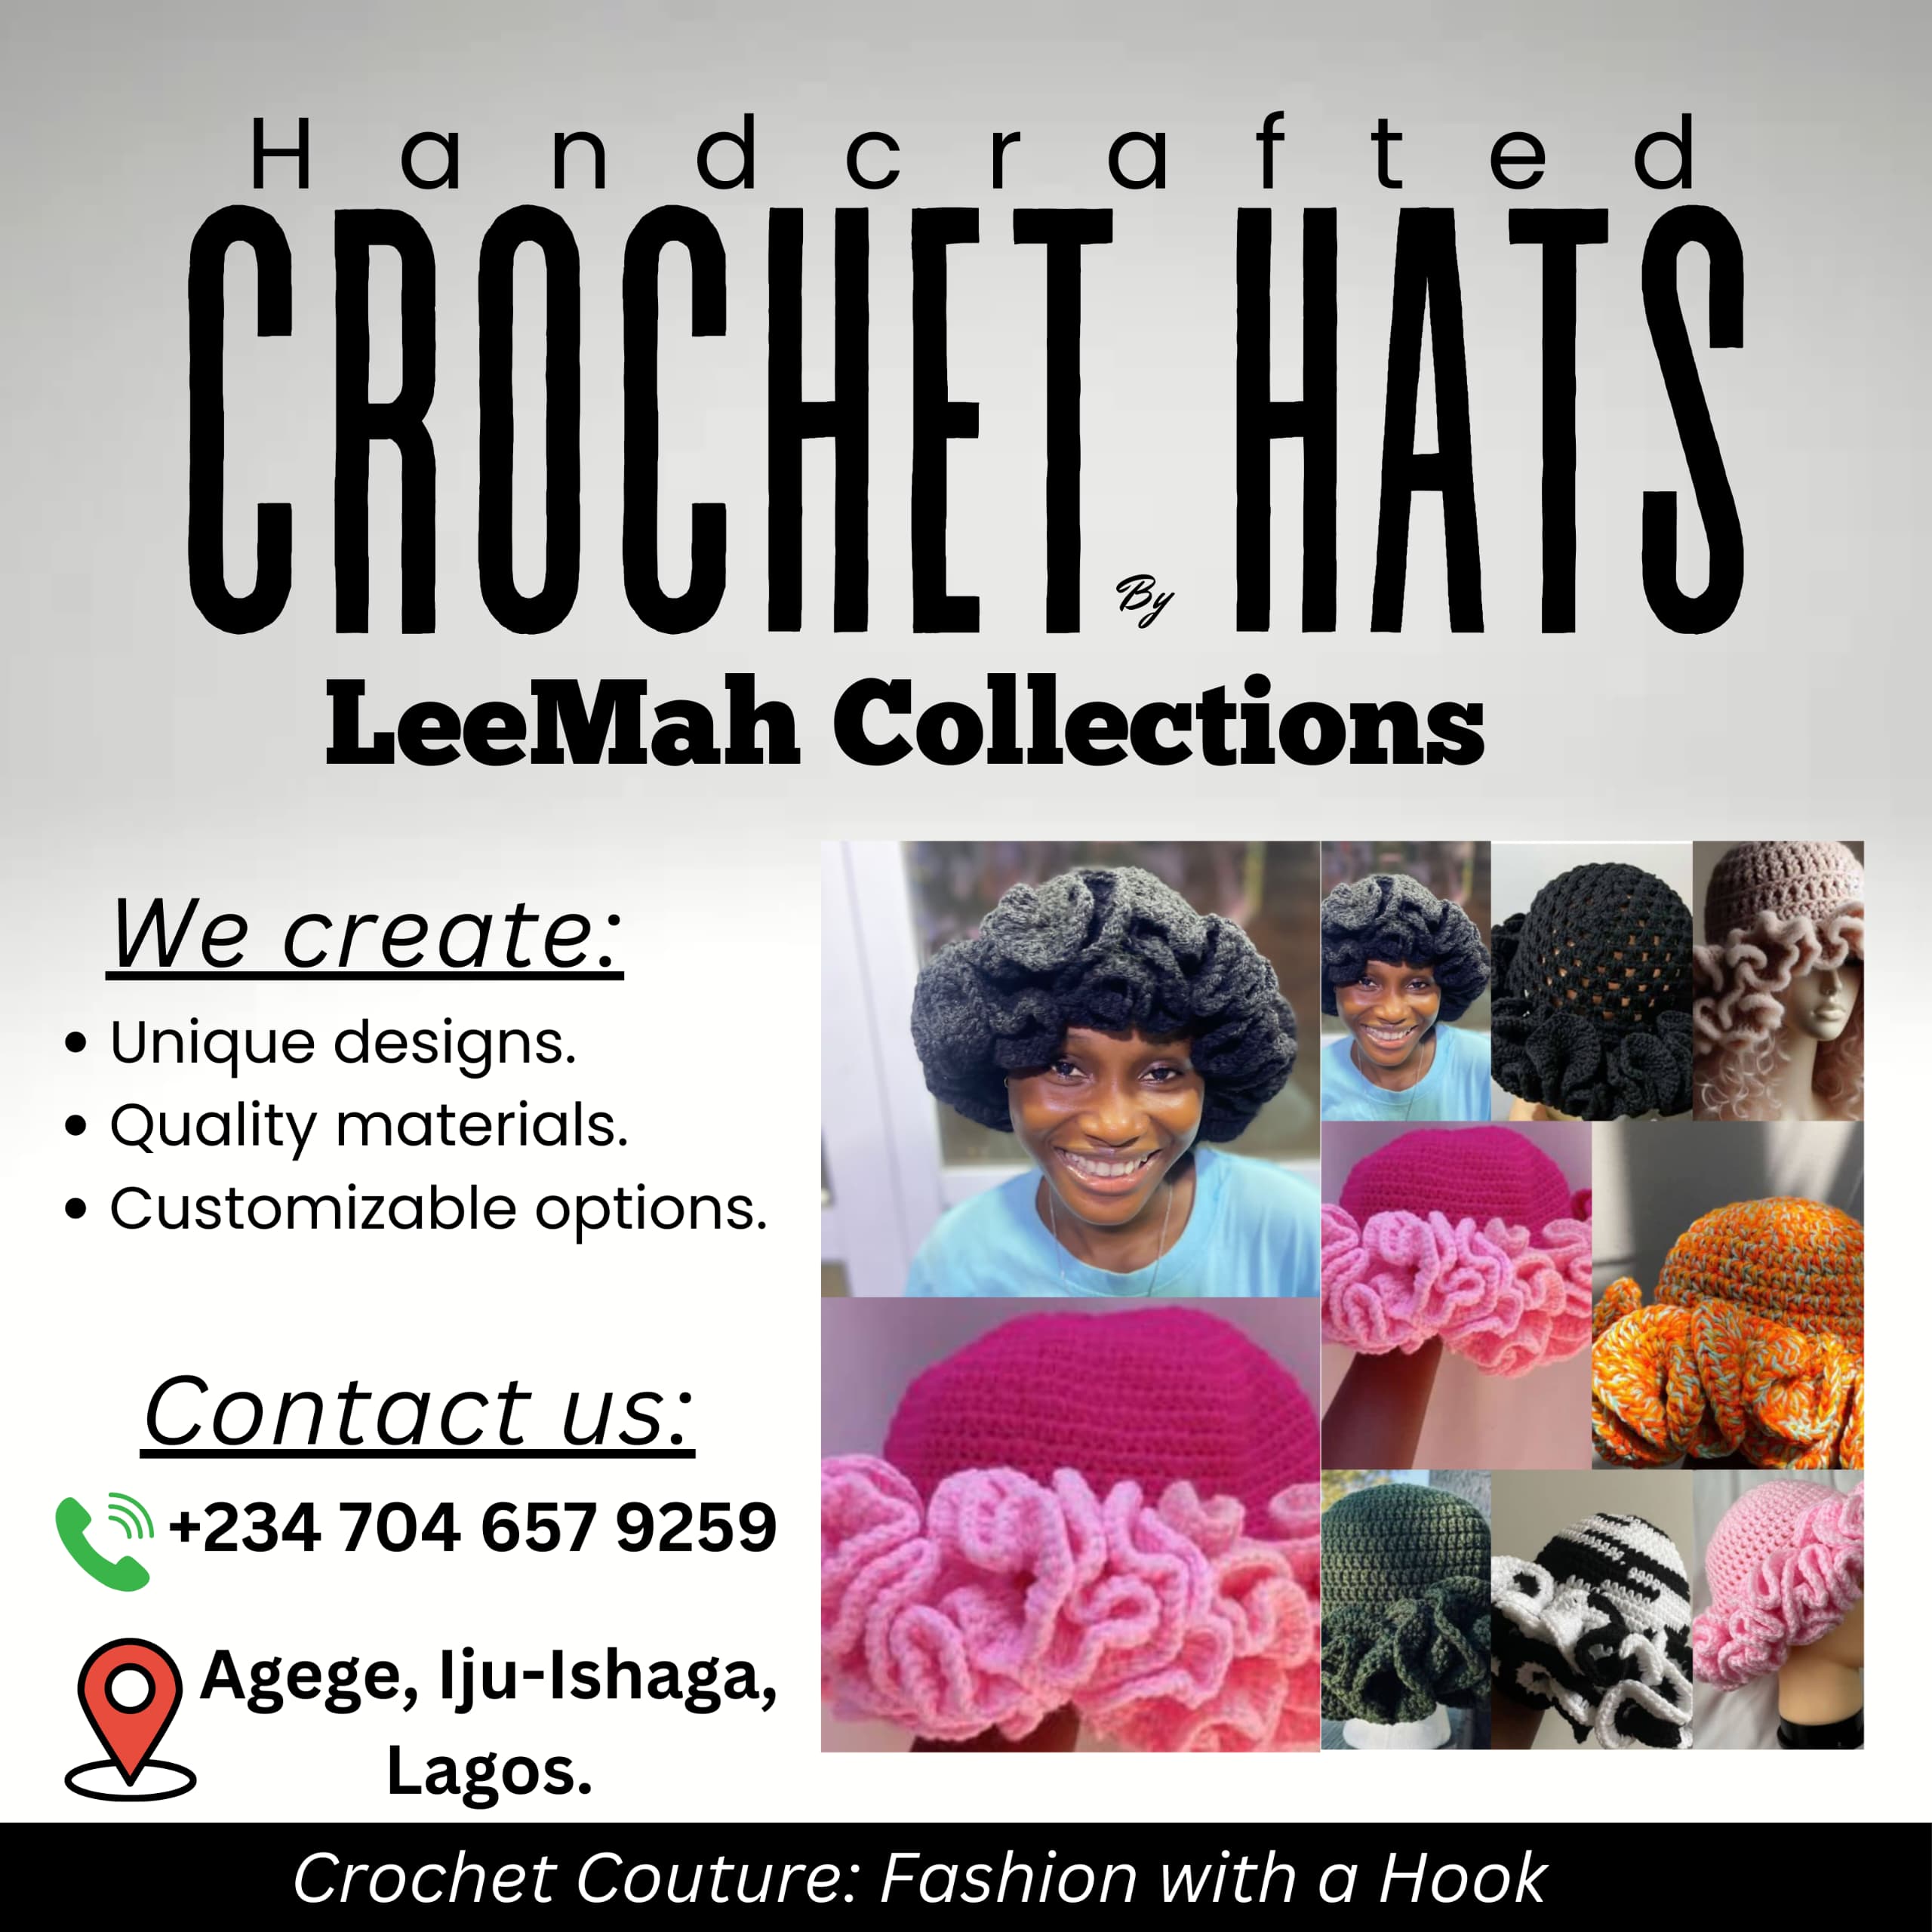 Handcrafted
CROCHET HATS
By
LeeMah Collections
We create:
• Unique designs.
• Quality materials.
• Customizable options.
Contact us:
+234 704 657 9259
Agege, Iju-Ishaga,
Lagos.
Crochet Couture: Fashion with a Hook